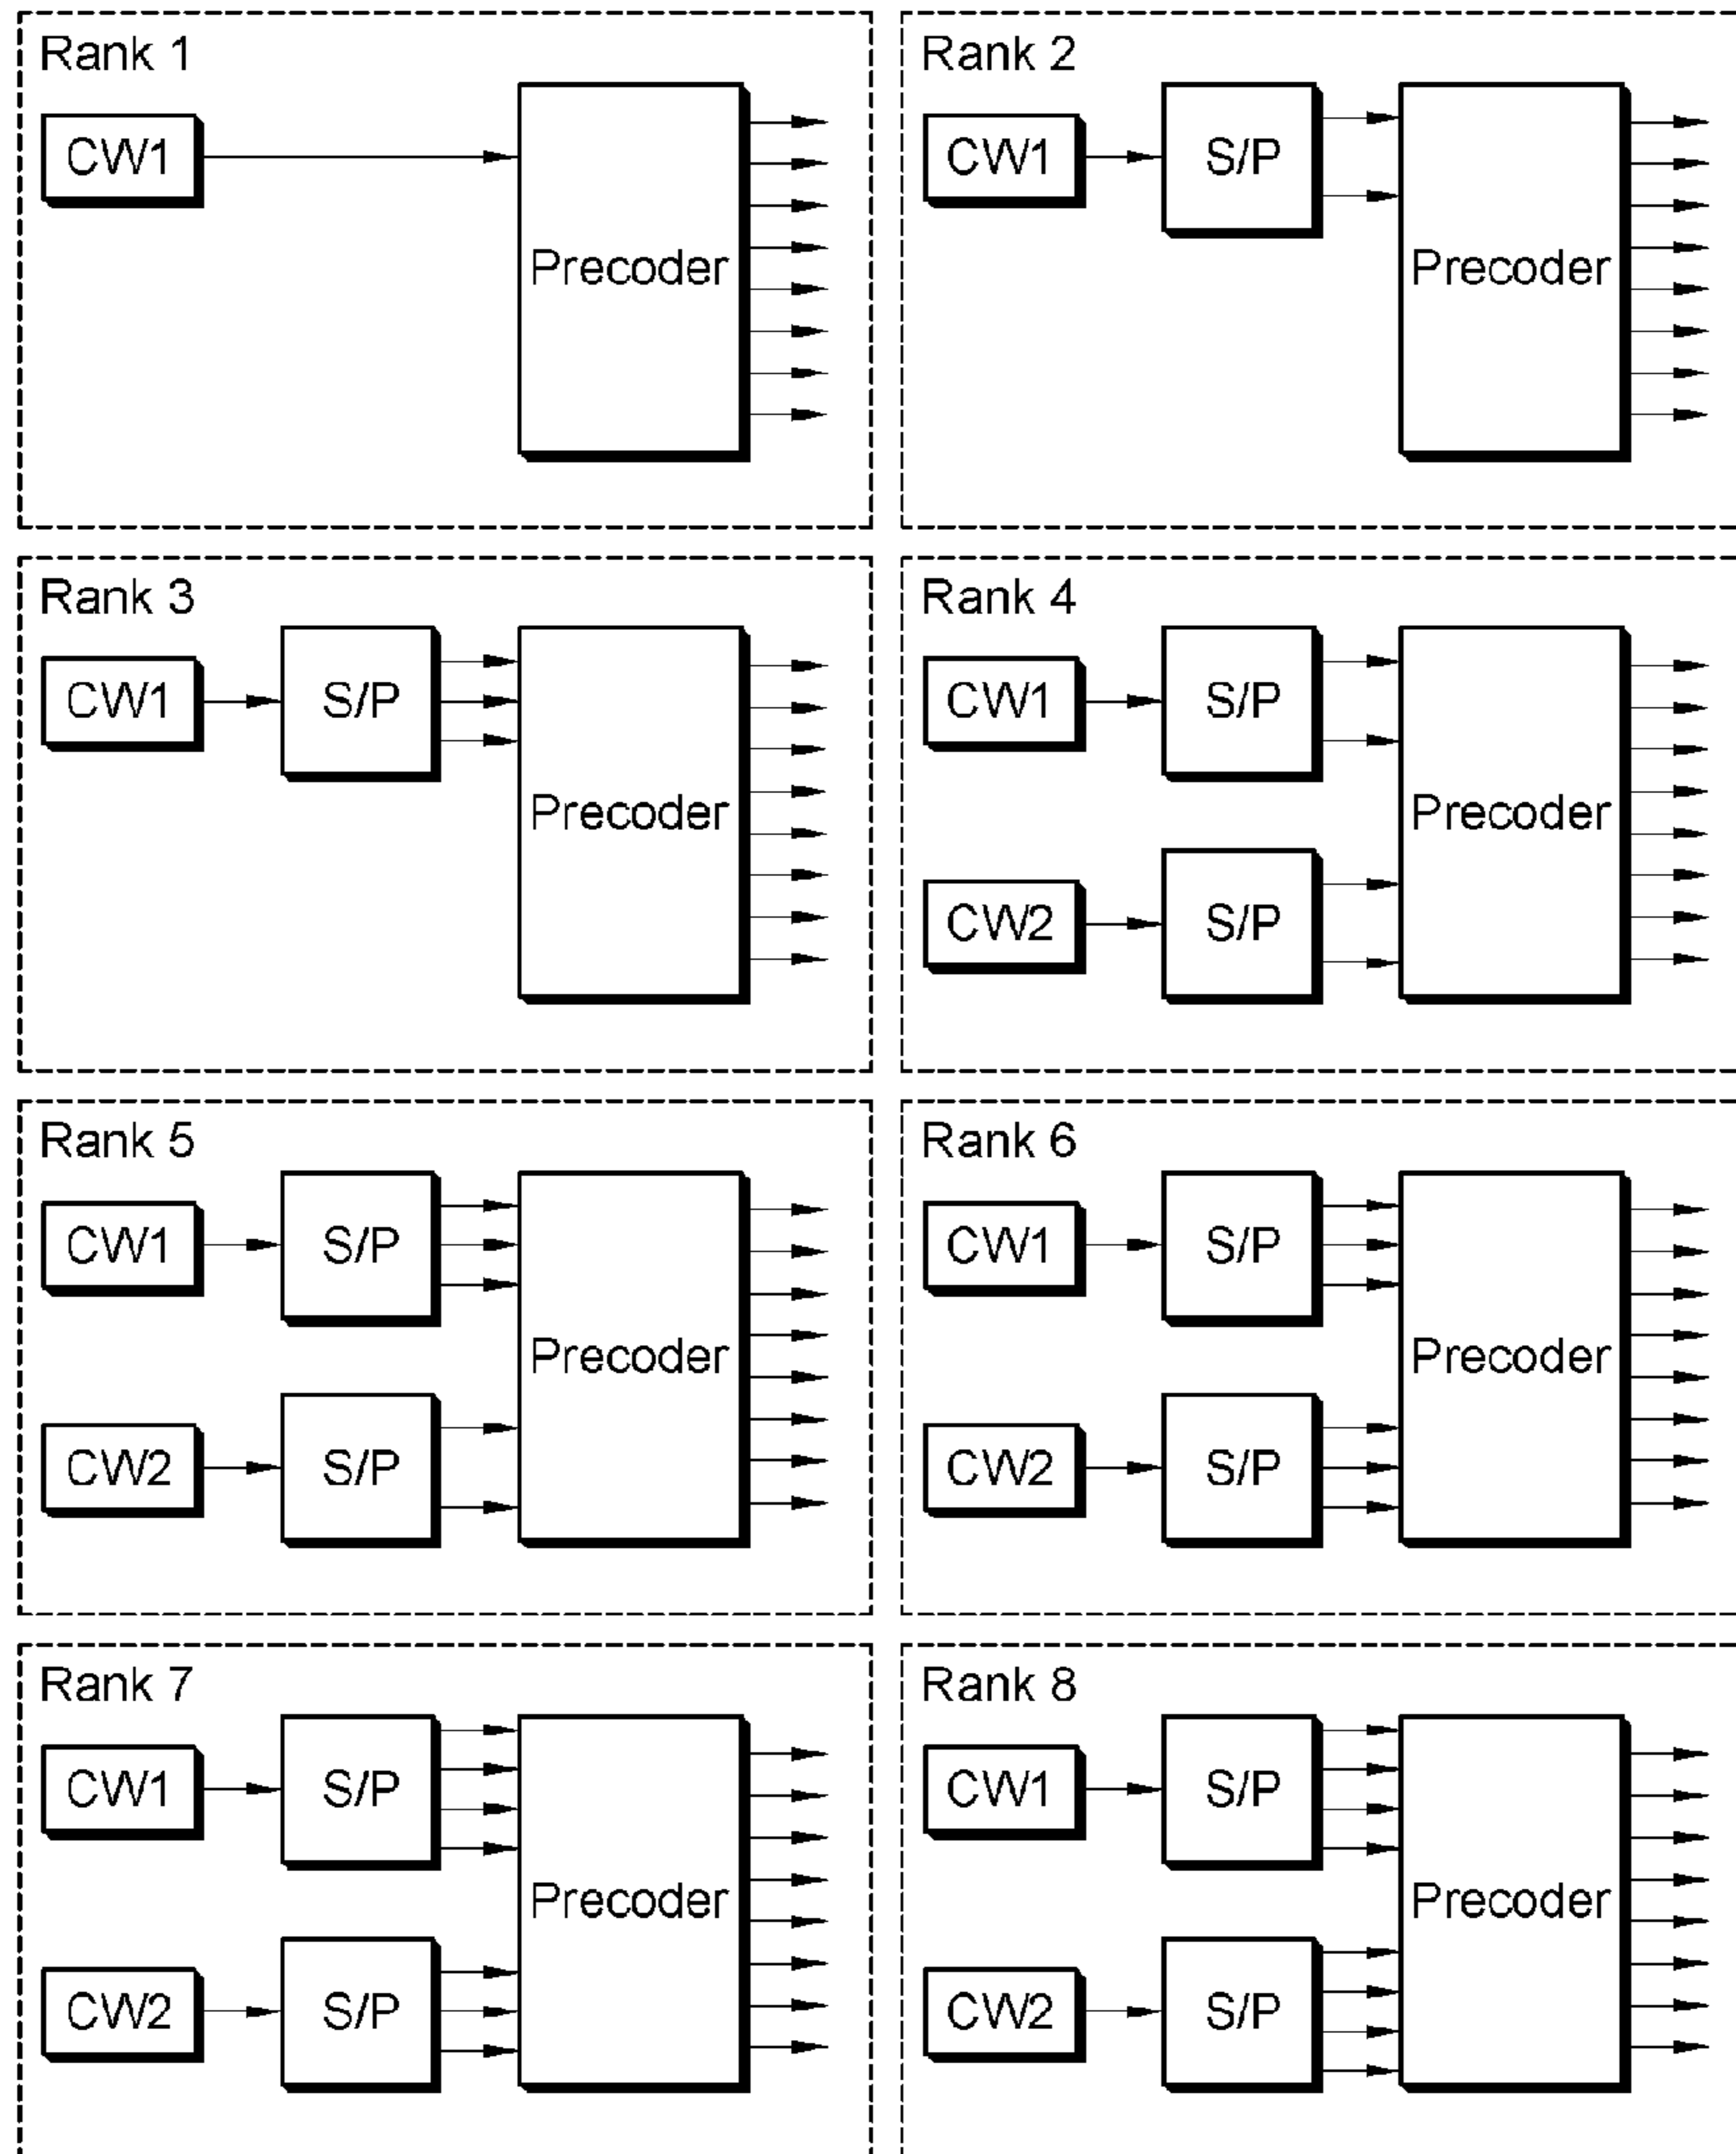 Rank 1
CW1
Precoder
Rank 2
CW1
S/P
Precoder
Rank 3
CW1
S/P
Precoder
Rank 4
CW1
S/P
Precoder
CW2
S/P
Rank 5
CW1
S/P
Precoder
CW2
S/P
Rank 6
CW1
S/P
Precoder
CW2
S/P
Rank 7
CW1
S/P
Precoder
CW2
S/P
Rank 8
CW1
S/P
Precoder
CW2
S/P